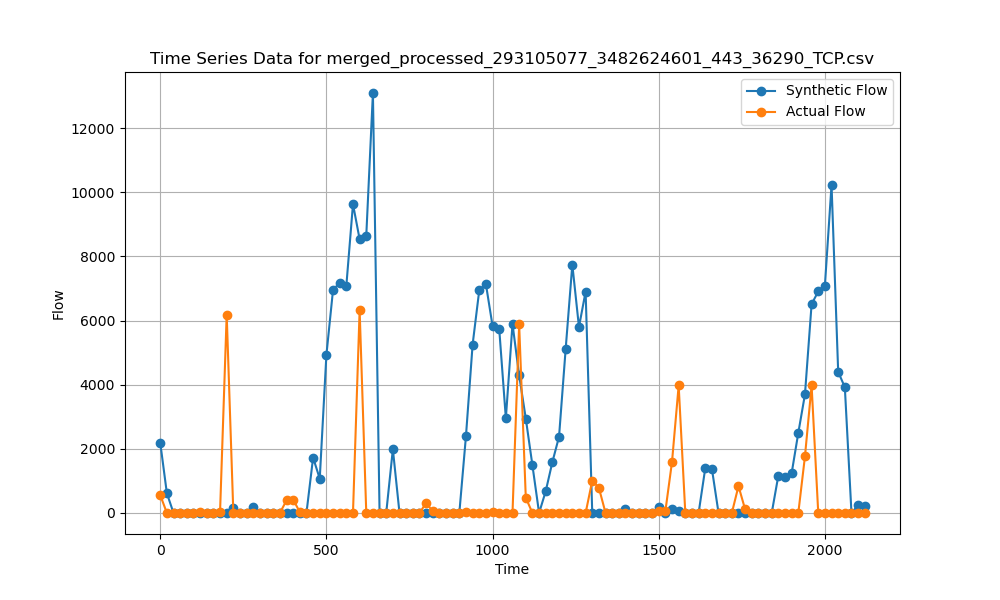 Time Series Data for merged_processed_293105077_3482624601_443_36290_TCP.csv
Synthetic Flow
Actual Flow
12000
10000
8000
6000
4000
2000
0
Flow
0 500 1000 1500 2000
Time